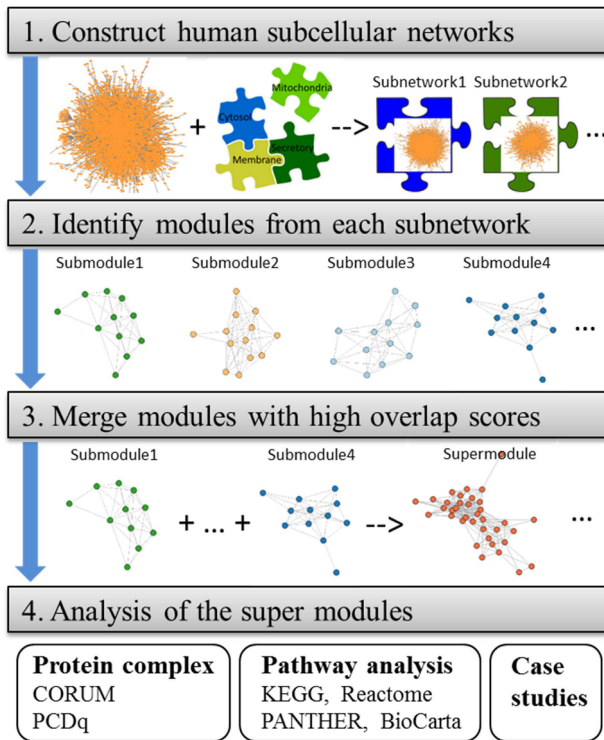 1. Construct human subcellular networks
Mitochondria
Cytosol
Secretory
Membrane
+
-->
Subnetwork1 Subnetwork2
...
2. Identify modules from each subnetwork
Submodule1 Submodule2 Submodule3 Submodule4
...
3. Merge modules with high overlap scores
Submodule1 Submodule4 Supermodule
+ ... + --> ...
4. Analysis of the super modules
Protein complex
CORUM
PCDq
Pathway analysis
KEGG, Reactome
PANTHER, BioCarta
Case
studies